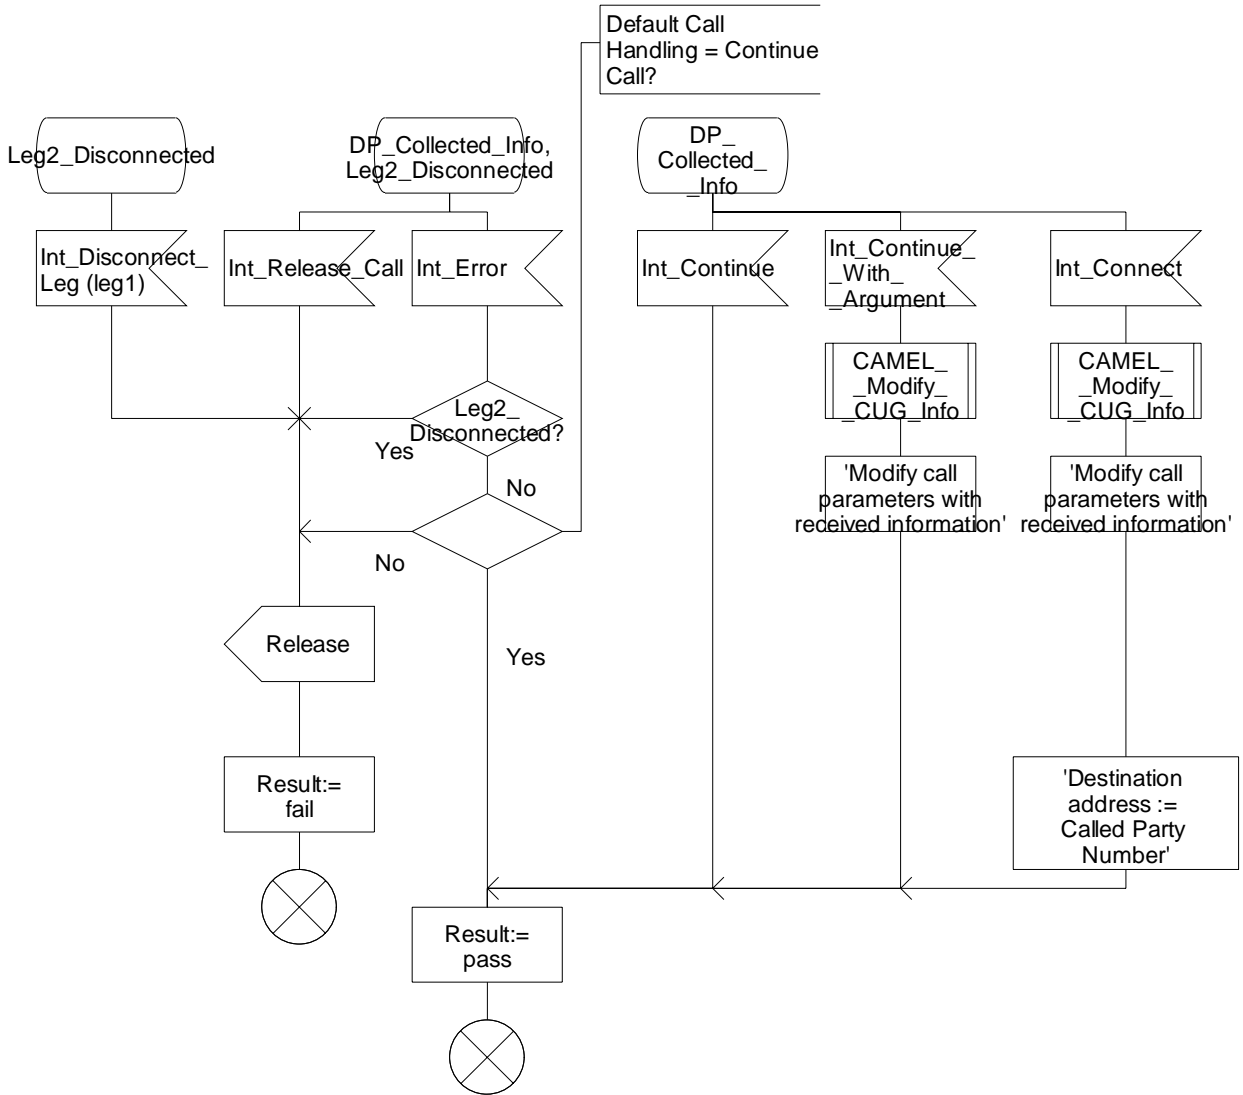 Default Call
Handling = Continue
Call?
Leg2_Disconnected
DP_Collected_Info,
Leg2_Disconnected
DP_
Collected_
_Info
Int_Disconnect_
Leg (leg1)
Int_Release_Call
Int_Error
Int_Continue
Int_Continue_
_With_
_Argument
Int_Connect
Leg2_
Disconnected?
CAMEL_
_Modify_
_CUG_Info
CAMEL_
_Modify_
_CUG_Info
Yes
No
'Modify call
parameters with
received information'
'Modify call
parameters with
received information'
No
Release
Yes
Result:=
fail
'Destination
address :=
Called Party
Number'
Result:=
pass